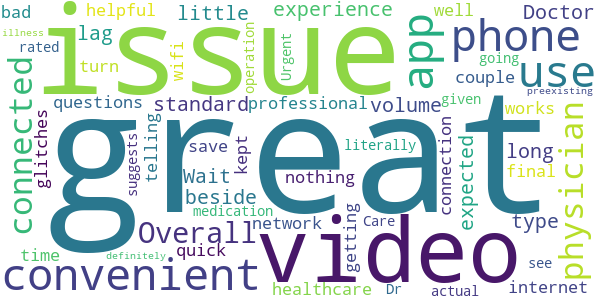 bad helpful little experience well Doctor
rated lag issue app phone
turn wifi operation Urgent couple going use
illness preexisting
connected questions standard professional volume given works
glitches suggests telling save kept literally physician
great
Wait beside nothing connection expected long final
medication getting
Overall network Care type
time quick video see internet
definitely
convenient healthcare Dr actual